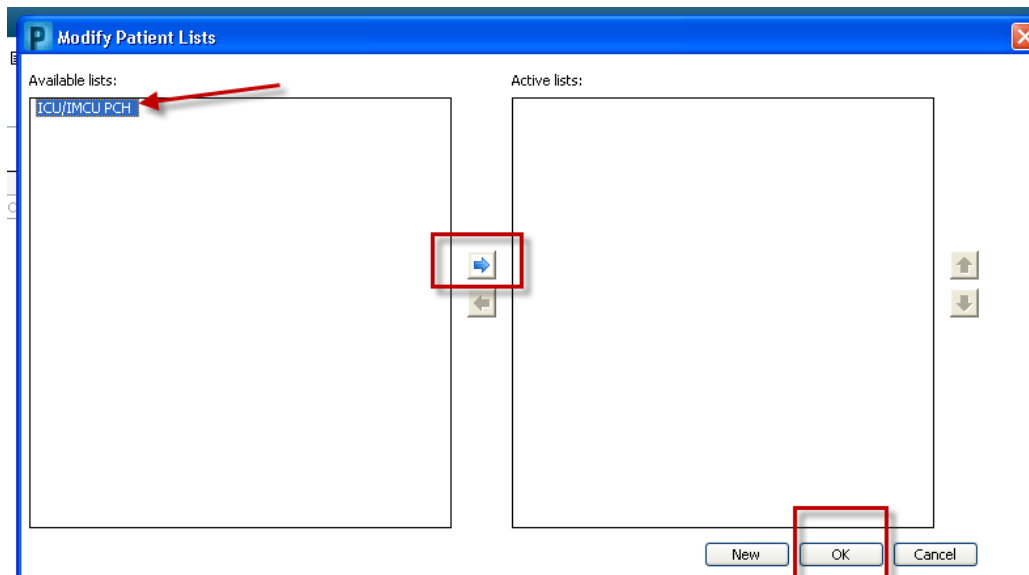 P Modify Patient Lists
Available lists:
Active lists:
ICU/IMCU PCH
New
OK
Cancel